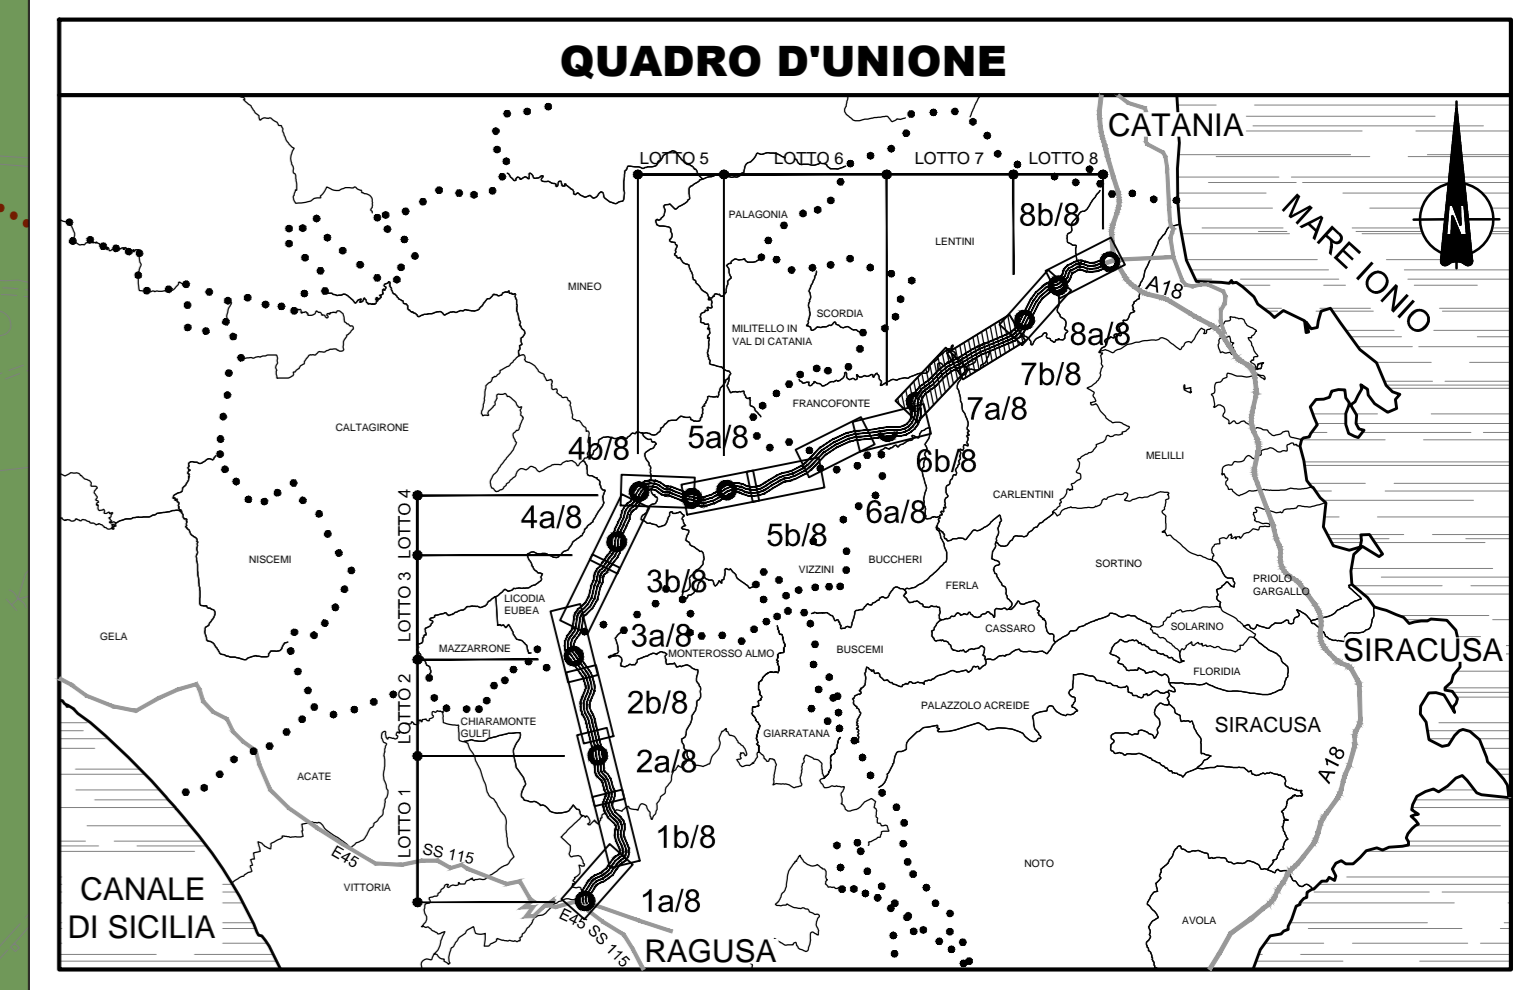 QUADRO D'UNIONE
CATANIA
LOTTO 5
LOTTO 6
LOTTO 7
LOTTO 8
N
MARE IONIO
PALAGONIA
8b/8
LENTINI
MINEO
A18
SCORDIA
MILITELLO IN
VAL DI CATANIA
8a/8
7b/8
FRANCOFONTE
7a/8
CALTAGIRONE
4b/8
5a/8
6b/8
MELILLI
CARLENTINI
LOTTO 4
4a/8
6a/8
5b/8
NISCEMI
VIZZINI
BUCCHERI
SORTINO
FERLA
PRIOLO
GARGALLO
LOTTO 3
3b/8
LICODIA
EUBEA
GELA
MAZZARRONE
3a/8
MONTEROSSO ALMO
CASSARO
SOLARINO
BUSCEMI
SIRACUSA
FLORIDIA
LOTTO 2
2b/8
PALAZZOLO ACREIDE
CHIARAMONTE
GULFI
GIARRATANA
SIRACUSA
ACATE
2a/8
A18
LOTTO 1
1b/8
E45
SS 115
NOTO
VITTORIA
CANALE
DI SICILIA
1a/8
E45 SS 115
RAGUSA
AVOLA